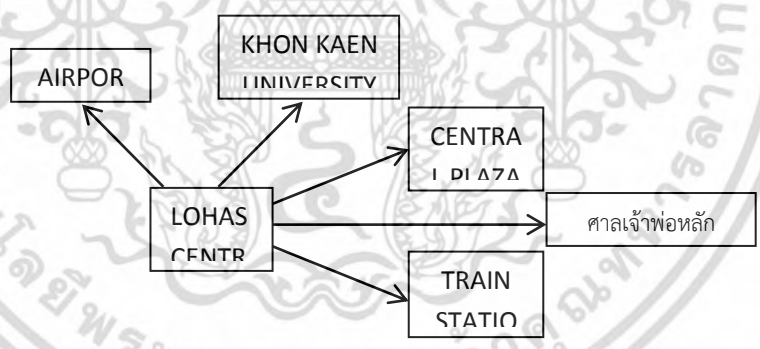 KHON KAEN
UNIVERSITY
AIRPOR
CENTRA
L PLAZA
LOHAS
CENTR
ศาลเจ้าพ่อหลัก
TRAIN
STATIO